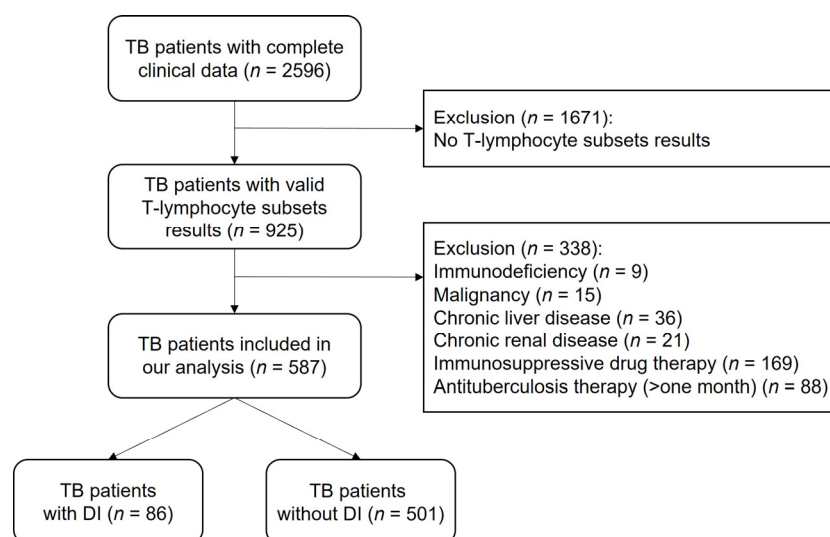 TB patients with complete
clinical data (n = 2596)
Exclusion (n = 1671):
No T-lymphocyte subsets results
TB patients with valid
T-lymphocyte subsets
results (n = 925)
Exclusion (n = 338):
Immunodeficiency (n = 9)
Malignancy (n = 15)
Chronic liver disease (n = 36)
Chronic renal disease (n = 21)
Immunosuppressive drug therapy (n = 169)
Antituberculosis therapy (>one month) (n = 88)
TB patients included in
our analysis (n = 587)
TB patients
with DI (n = 86)
TB patients
without DI (n = 501)